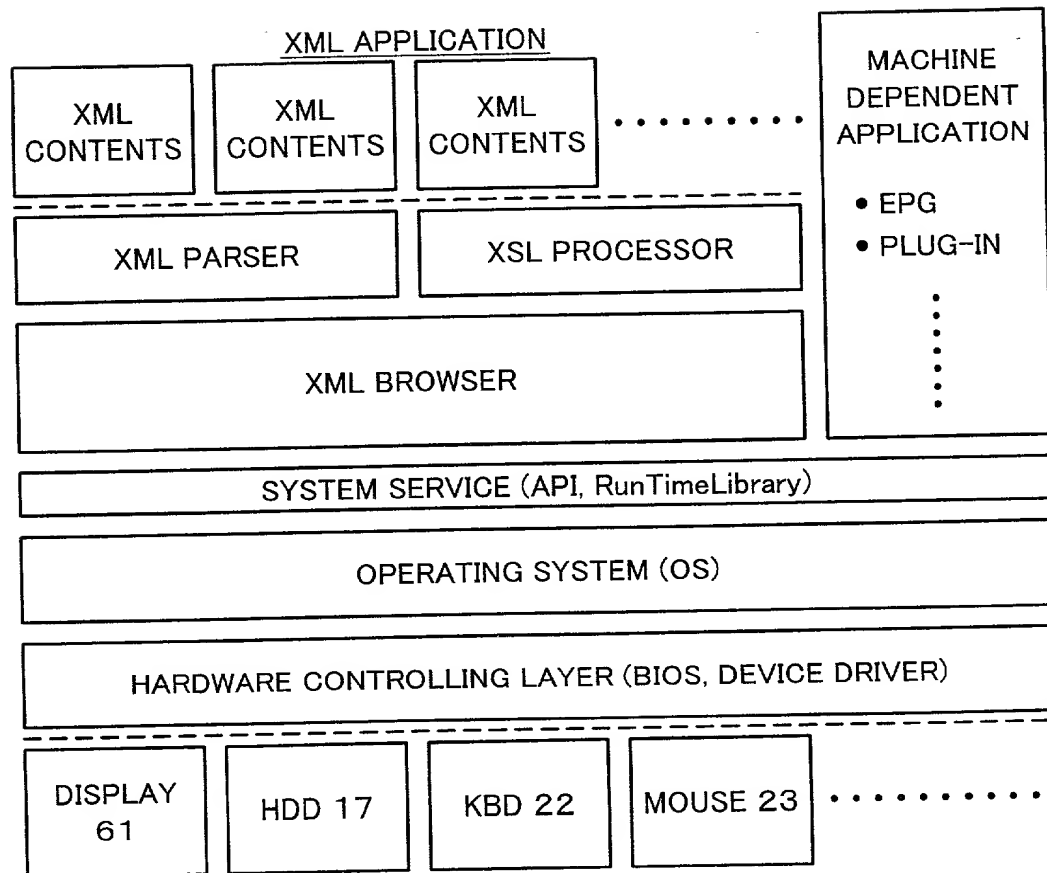 XML APPLICATION
XML
CONTENTS
XML
CONTENTS
XML
CONTENTS
MACHINE
DEPENDENT
APPLICATION
• EPG
• PLUG-IN
XML PARSER
XSL PROCESSOR
XML BROWSER
SYSTEM SERVICE (API, RunTimeLibrary)
OPERATING SYSTEM (OS)
HARDWARE CONTROLLING LAYER (BIOS, DEVICE DRIVER)
DISPLAY
61
HDD 17
KBD 22
MOUSE 23